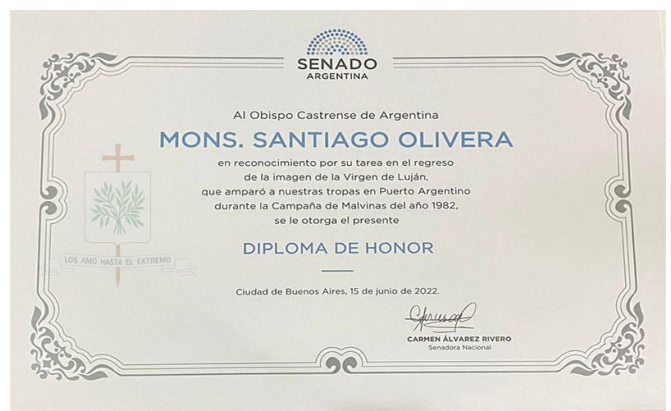 SENADO
ARGENTINA
Al Obispo Castrense de Argentina
MONS. SANTIAGO OLIVERA
en reconocimiento por su tarea en el regreso
de la imagen de la Virgen de Luján,
que amparó a nuestras tropas en Puerto Argentino
durante la Campaña de Malvinas del año 1982,
se le otorga el presente
DIPLOMA DE HONOR
LOS AMÓ HASTA EL EXTREMO
Ciudad de Buenos Aires, 15 de junio de 2022.
CARMEN ÁLVAREZ RIVERO
Senadora Nacional